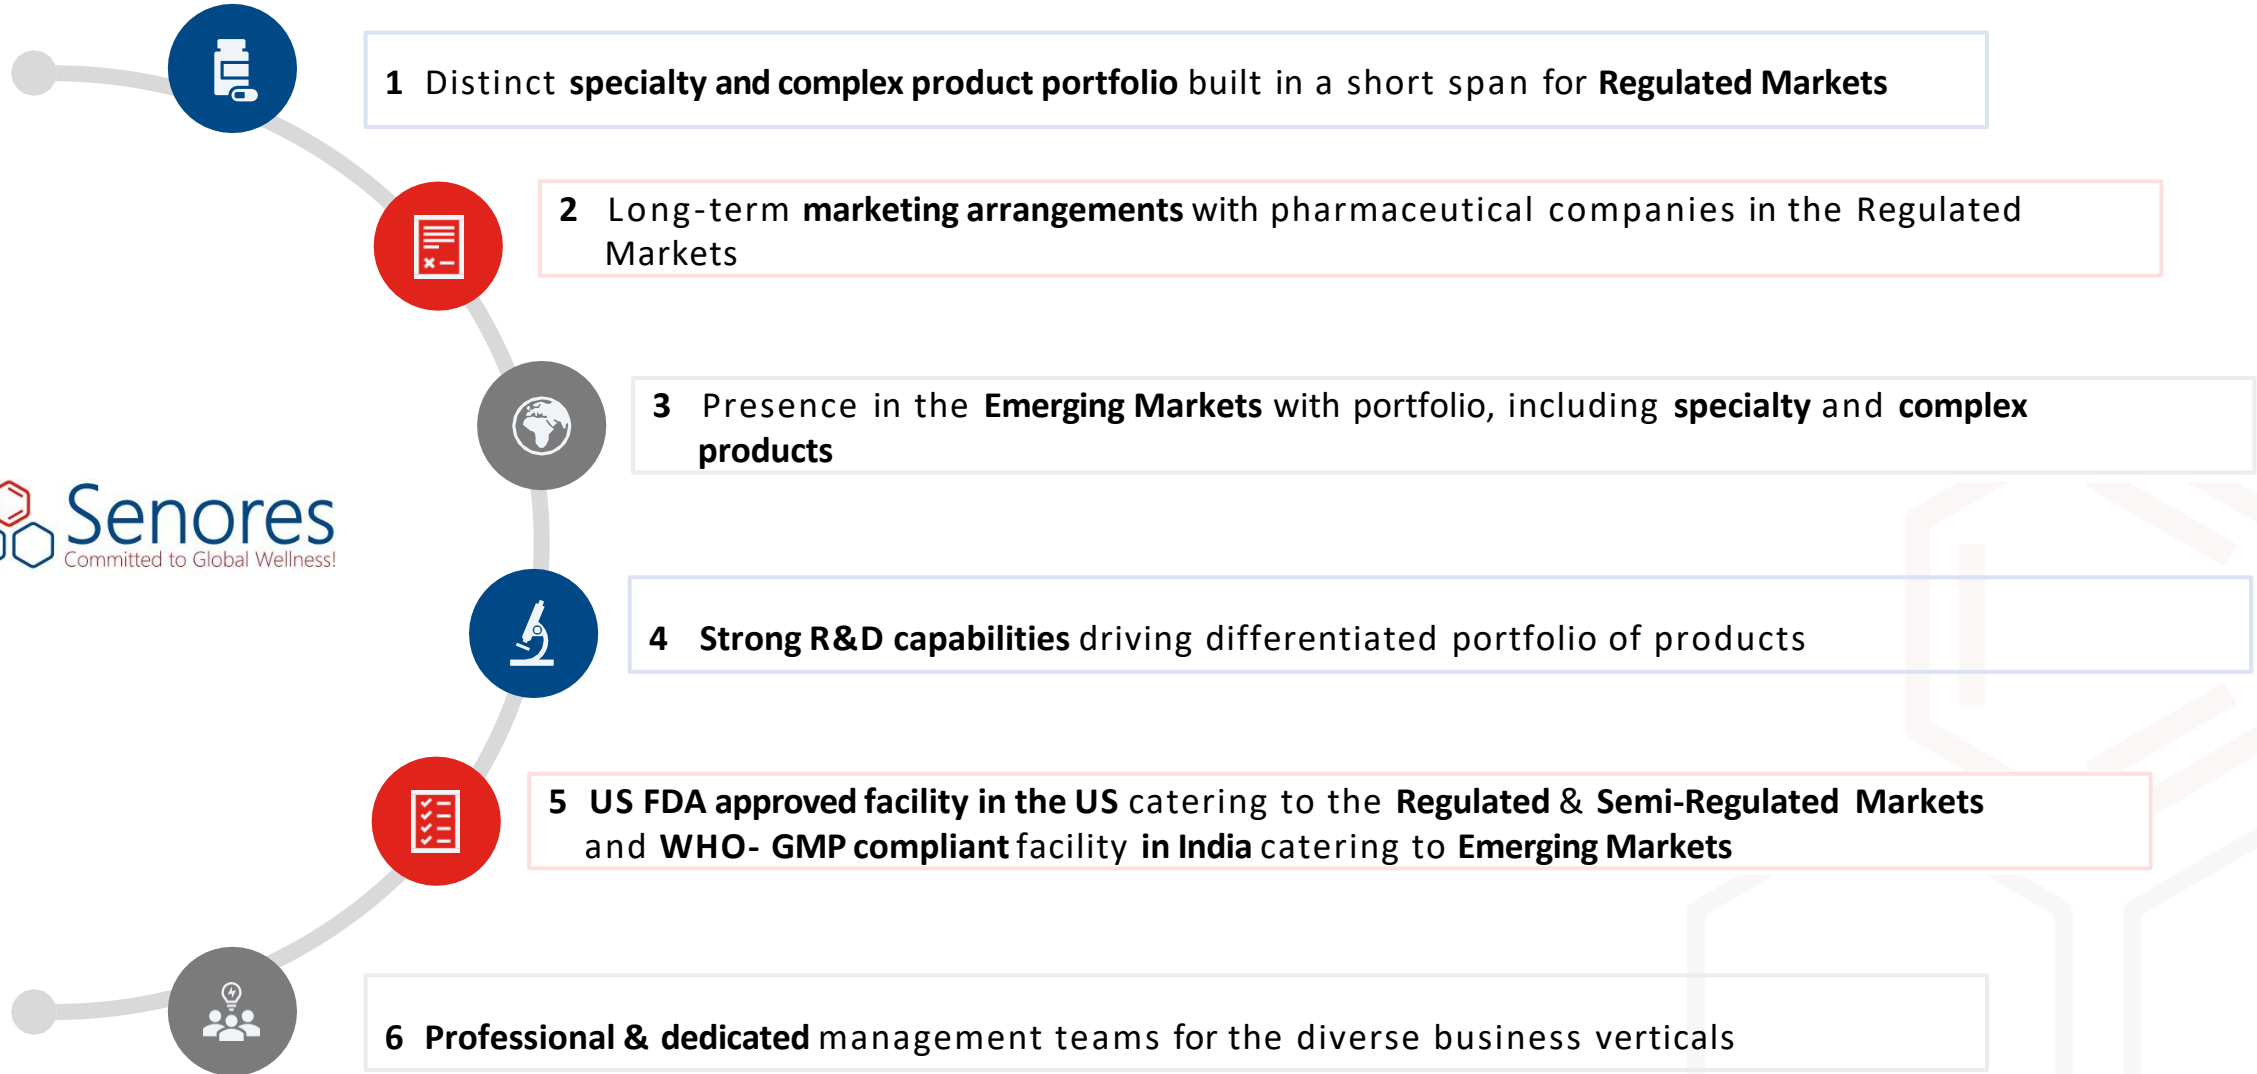 1 Distinct specialty and complex product portfolio built in a short span for Regulated Markets
2 Long-term marketing arrangements with pharmaceutical companies in the Regulated
Markets
3 Presence in the Emerging Markets with portfolio, including specialty and complex
products
Senores
Committed to Global Wellness!
4 Strong R&D capabilities driving differentiated portfolio of products
5 US FDA approved facility in the US catering to the Regulated & Semi-Regulated Markets
and WHO- GMP compliant facility in India catering to Emerging Markets
6 Professional & dedicated management teams for the diverse business verticals